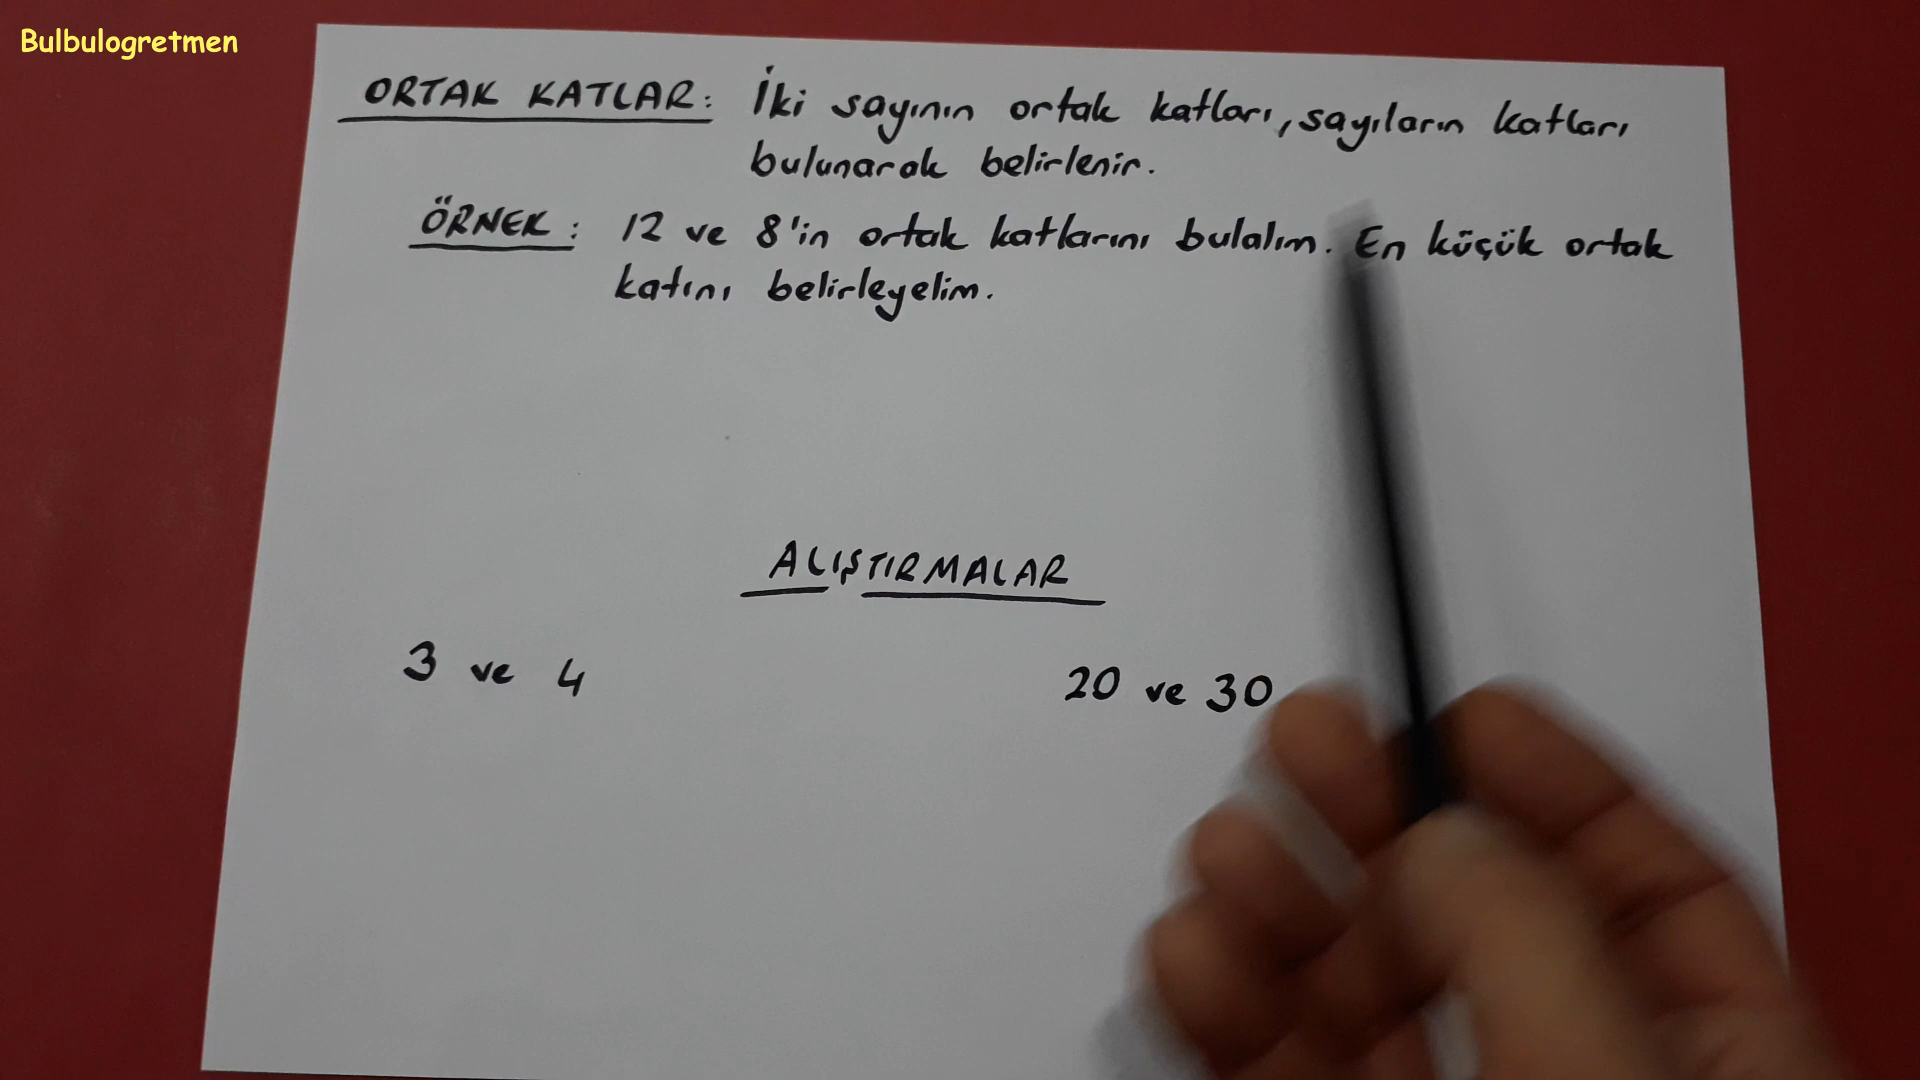 Bulbulogretmen
ORTAK KATLAR: İki sayının ortak katları, sayıların katları
bulunarak belirlenir.
ÖRNEK: 12 ve 8'in ortak katlarını bulalım. En küçük ortak
katını belirleyelim.
ALIŞTIRMALAR
3 ve 4
20 ve 30